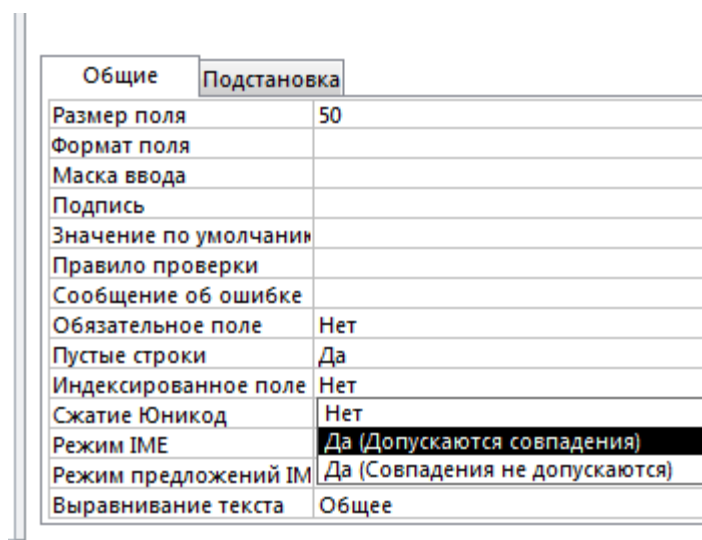 Общие Подстановка
Размер поля 50
Формат поля
Маска ввода
Подпись
Значение по умолчани
Правило проверки
Сообщение об ошибке
Обязательное поле Нет
Пустые строки Да
Индексированное поле Нет
Сжатие Юникод Нет
Режим IME Да (Допускаются совпадения)
Режим предложений IM Да (Совпадения не допускаются)
Выравнивание текста Общее